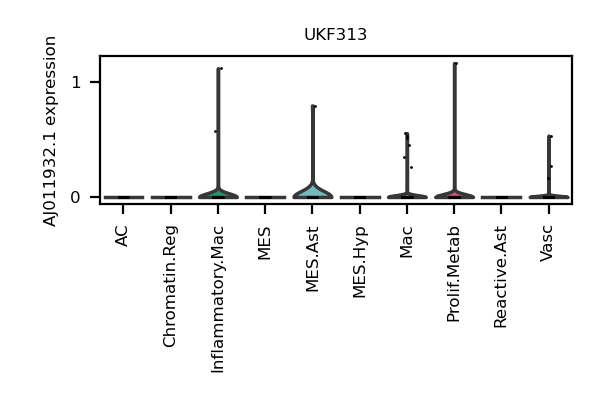 UKF313
AJ011932.1 expression
1
0
AC
Chromatin.Reg
Inflammatory.Mac
MES
MES.Ast
MES.Hyp
Mac
Prolif.Metab
Reactive.Ast
Vasc